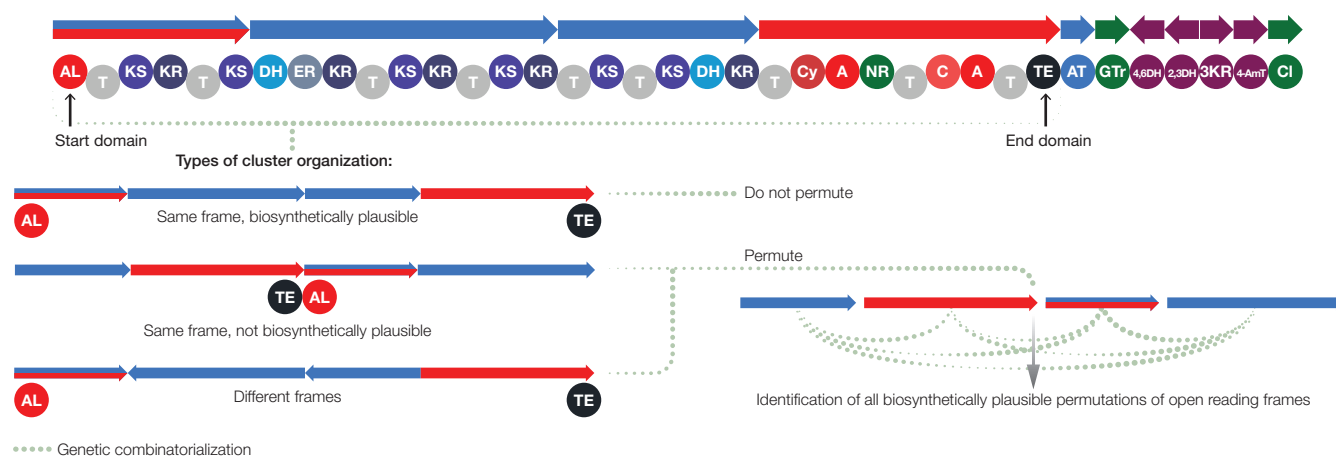 AL T KS KR T KS DH ER KR T KS KR T KS KR T KS T KS DH KR T Cy A NR T C A T TE AT GTr 4,6DH 2,3DH 3KR 4-AmT Cl
Start domain
End domain
Types of cluster organization:
Do not permute
AL
Same frame, biosynthetically plausible
TE
Permute
TE AL
Same frame, not biosynthetically plausible
AL
Different frames
TE
Identification of all biosynthetically plausible permutations of open reading frames
Genetic combinatorialization